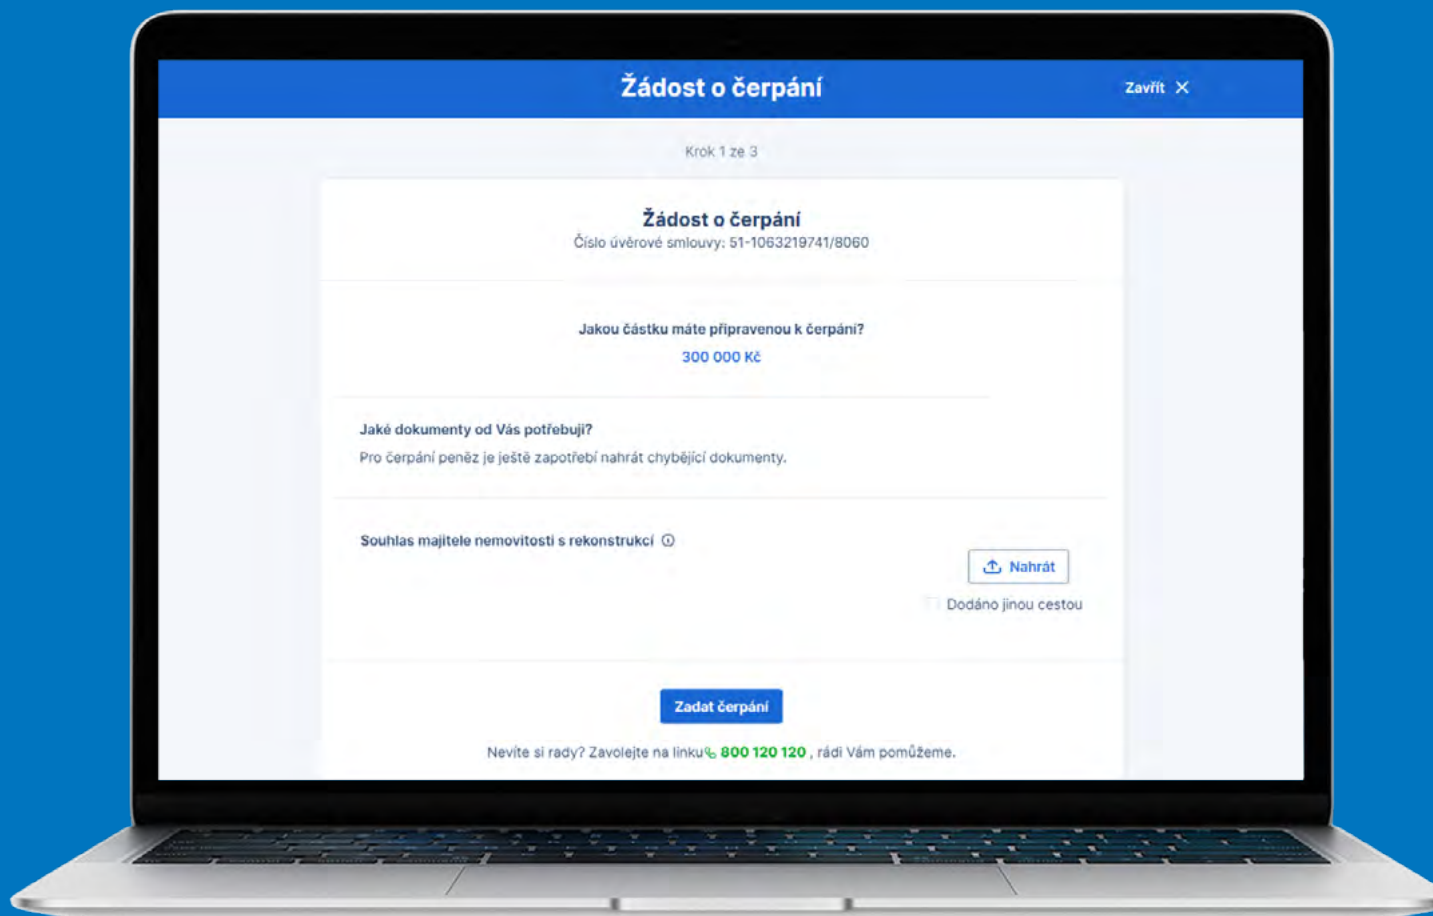 Žádost o čerpání
Zavřít
Krok 1 ze 3
Žádost o čerpání
Číslo úvěrové smlouvy: 51-1063219741/8060
Jakou částku máte připravenou k čerpání?
300 000 Kč
Jaké dokumenty od Vás potřebuji?
Pro čerpání peněz je ještě zapotřebí nahrát chybějící dokumenty.
Souhlas majitele nemovitosti s rekonstrukcí
Nahrát
Dodáno jinou cestou
Zadat čerpání
Nevíte si rady? Zavolejte na linku 800 120 120 , rádi Vám pomůžeme.